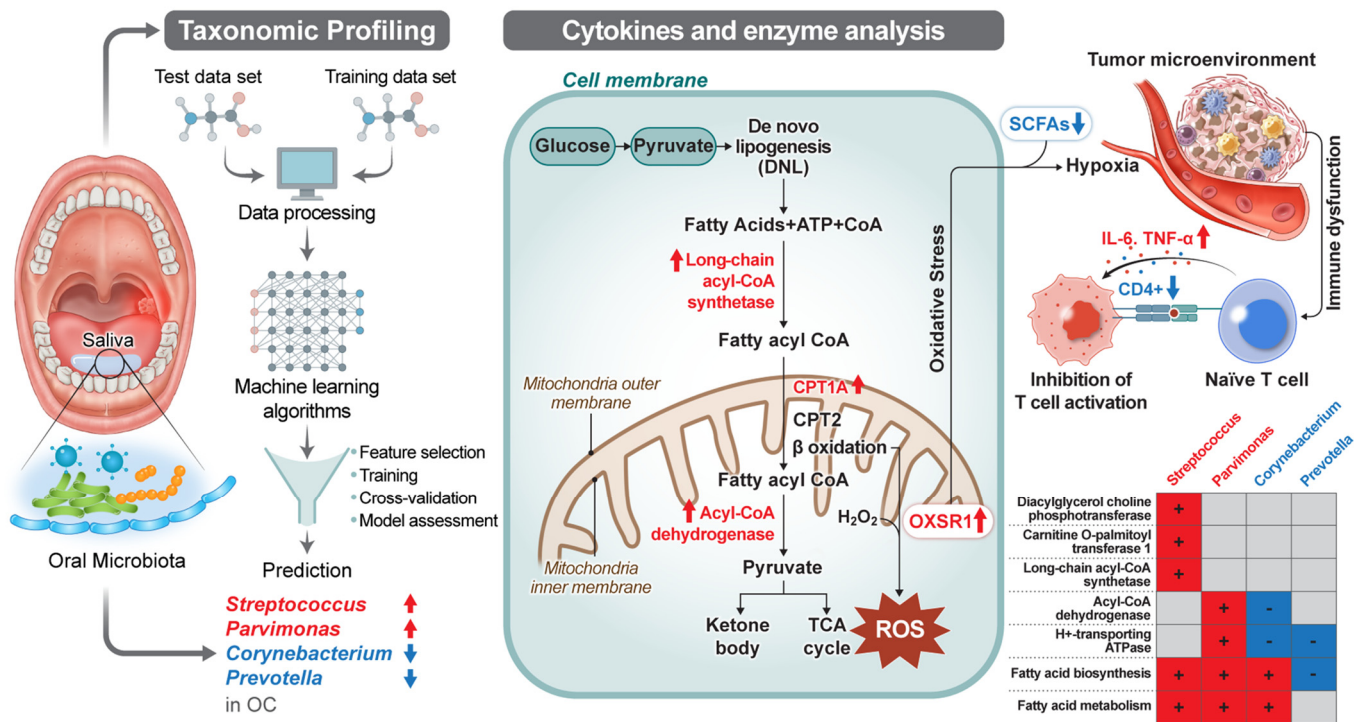 Taxonomic Profiling
Test data set
Training data set
Data processing
Machine learning
algorithms
Feature selection
Training
Cross-validation
Model assessment
Prediction
Saliva
Oral Microbiota
Streptococcus
Parvimonas
Corynebacterium
Prevotella
in OC
Cytokines and enzyme analysis
Cell membrane
Glucose
Pyruvate
De novo
lipogenesis
(DNL)
Fatty Acids+ATP+CoA
Long-chain
acyl-CoA
synthetase
Fatty acyl CoA
Mitochondria outer
membrane
CPT1A
CPT2
β oxidation
Fatty acyl CoA
Acyl-CoA
dehydrogenase
H2O2
OXSR1
Mitochondria
inner membrane
Pyruvate
Ketone
body
TCA
cycle
ROS
Oxidative Stress
SCFAs
Hypoxia
Tumor microenvironment
Immune dysfunction
IL-6. TNF-α
CD4+
Inhibition of
T cell activation
Naïve T cell
Streptococcus
Parvimonas
Corynebacterium
Prevotella
Diacylglycerol choline
phosphotransferase
+
Carnitine O-palmitoyl
transferase 1
+
Long-chain acyl-CoA
synthetase
+
Acyl-CoA
dehydrogenase
+ -
H+-transporting
ATPase
+ - -
Fatty acid biosynthesis + + + -
Fatty acid metabolism + + +